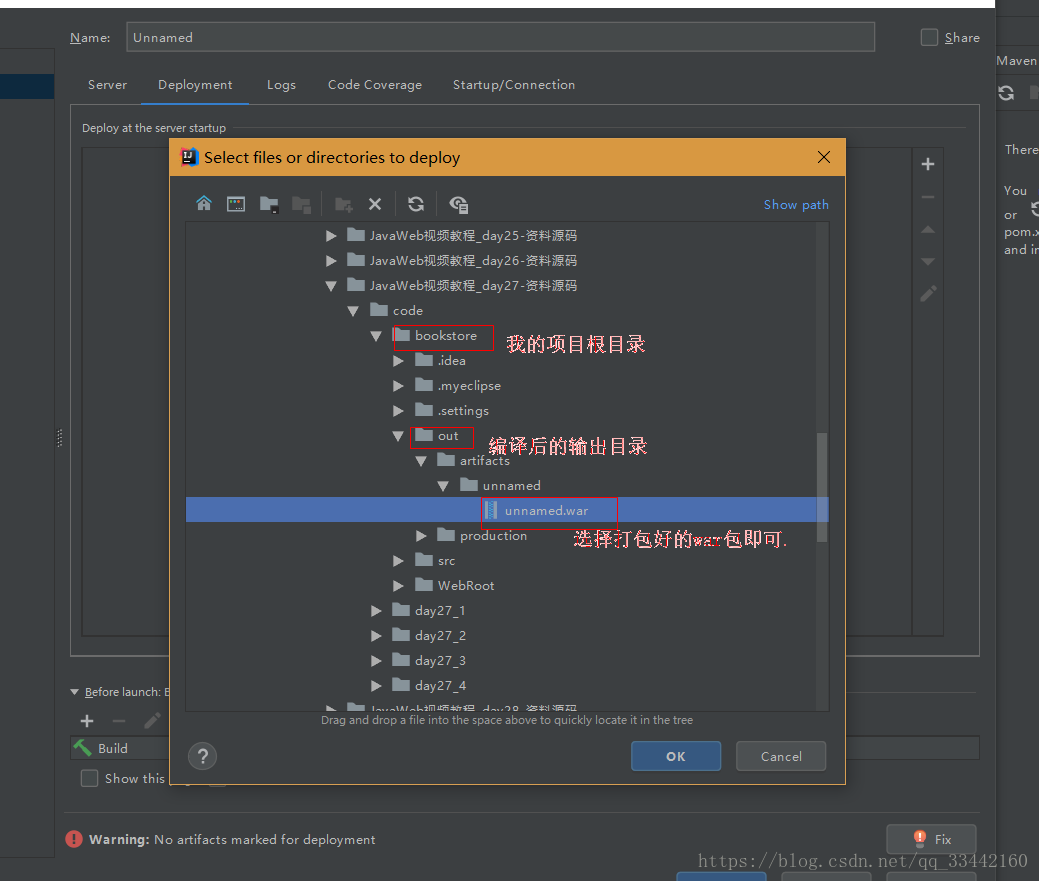 Name: Unnamed Share
Maven
Server Deployment Logs Code Coverage Startup/Connection
Deploy at the server startup
Select files or directories to deploy
There
Show path
You
or
pom.x
and in
JavaWeb视频教程_day25-资料源码
JavaWeb视频教程_day26-资料源码
JavaWeb视频教程_day27-资料源码
code
bookstore 我的项目根目录
.idea
.myeclipse
.settings
out 编译后的输出目录
artifacts
unnamed
unnamed.war
production 选择打包好的war包即可.
src
WebRoot
day27_1
day27_2
day27_3
day27_4
JavaWeb视频教程_day28-资料源码
Drag and drop a file into the space above to quickly locate it in the tree
Before launch:
Build
OK Cancel
Show this
Warning: No artifacts marked for deployment
Fix
https://blog.csdn.net/qq_33442160